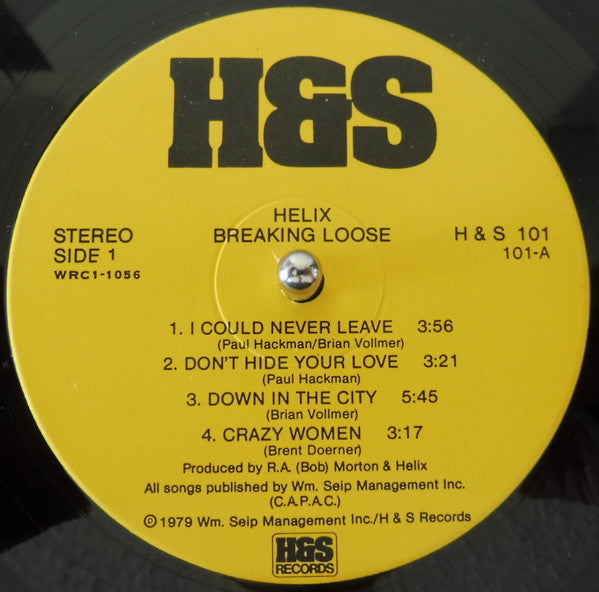 H&S
HELIX
BREAKING LOOSE
STEREO
SIDE 1
WRC1-1056
H & S 101
101-A
1. I COULD NEVER LEAVE 3:56
(Paul Hackman/Brian Vollmer)
2. DON'T HIDE YOUR LOVE 3:21
(Paul Hackman)
3. DOWN IN THE CITY 5:45
(Brian Vollmer)
4. CRAZY WOMEN 3:17
(Brent Doerner)
Produced by R.A. (Bob) Morton & Helix
All songs published by Wm. Seip Management Inc.
(C.A.P.A.C.)
℗ 1979 Wm. Seip Management Inc./H & S Records
H&S
RECORDS